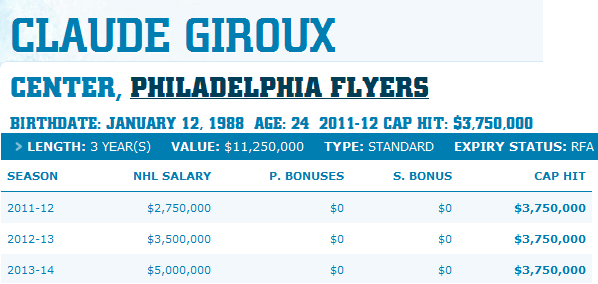 CLAUDE GIROUX
CENTER, PHILADELPHIA FLYERS
BIRTHDATE: JANUARY 12, 1988 AGE: 24 2011-12 CAP HIT: $3,750,000
LENGTH: 3 YEAR(S) VALUE: $11,250,000 TYPE: STANDARD EXPIRY STATUS: RFA
SEASON NHL SALARY P. BONUSES S. BONUS CAP HIT
2011-12 $2,750,000 $0 $0 $3,750,000
2012-13 $3,500,000 $0 $0 $3,750,000
2013-14 $5,000,000 $0 $0 $3,750,000